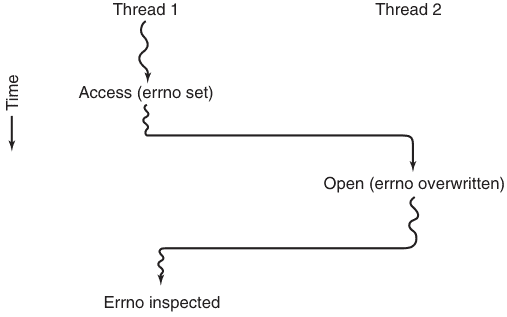 Thread 1
Thread 2
Time
Access (errno set)
Open (errno overwritten)
Errno inspected